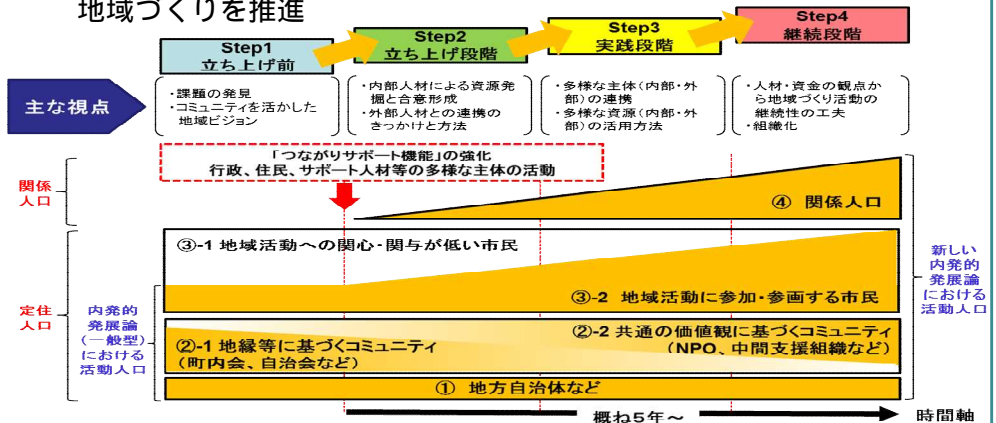 地域づくりを推進
Step1
立ち上げ前
Step2
立ち上げ段階
Step3
実践段階
Step4
継続段階
主な視点
・課題の発見
・コミュニティを活かした
地域ビジョン
・内部人材による資源発
掘と合意形成
・外部人材との連携の
きっかけと方法
・多様な主体(内部・外
部)の連携
・多様な資源(内部・外
部)の活用方法
・人材・資金の観点か
ら地域づくり活動の
継続性の工夫
・組織化
「つながりサポート機能」の強化
行政、住民、サポート人材等の多様な主体の活動
関係
人口
④ 関係人口
③-1 地域活動への関心・関与が低い市民
③-2 地域活動に参加・参画する市民
定住
人口
内発的
発展論
(一般型)
における
活動人口
②-1 地縁等に基づくコミュニティ
(町内会、自治会など)
②-2 共通の価値観に基づくコミュニティ
(NPO、中間支援組織など)
① 地方自治体など
新しい
内発的
発展論
における
活動人口
概ね5年～
時間軸